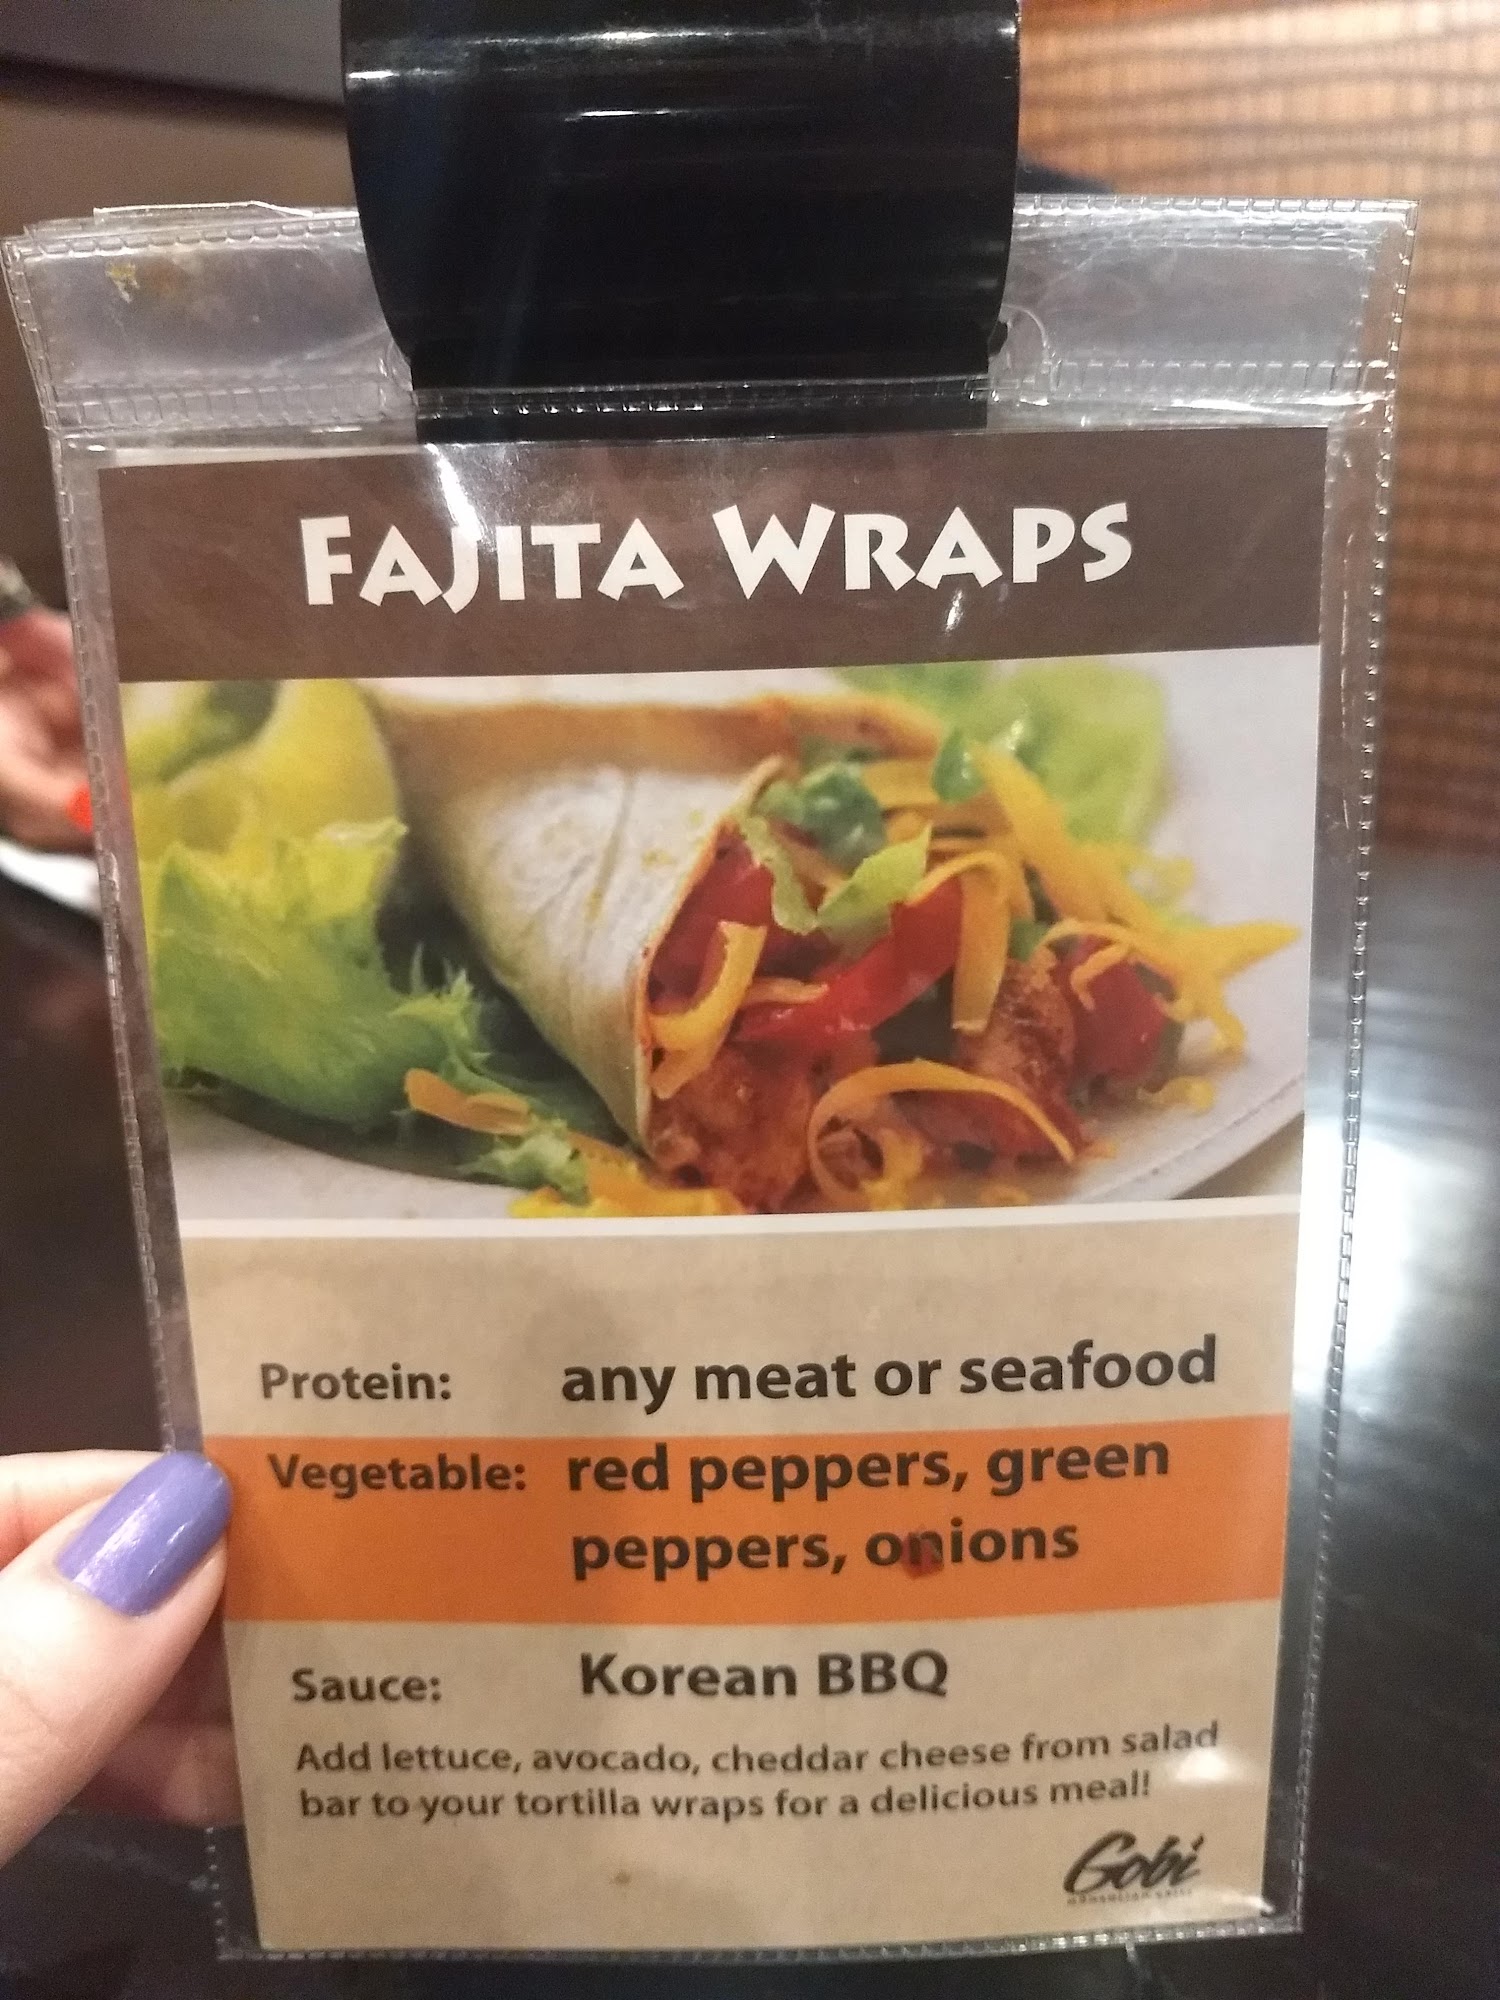 FAJITA WRAPS
Protein: any meat or seafood
Vegetable: red peppers, green
peppers, onions
Sauce: Korean BBQ
Add lettuce, avocado, cheddar cheese from salad
bar to your tortilla wraps for a delicious meal!
Gobi